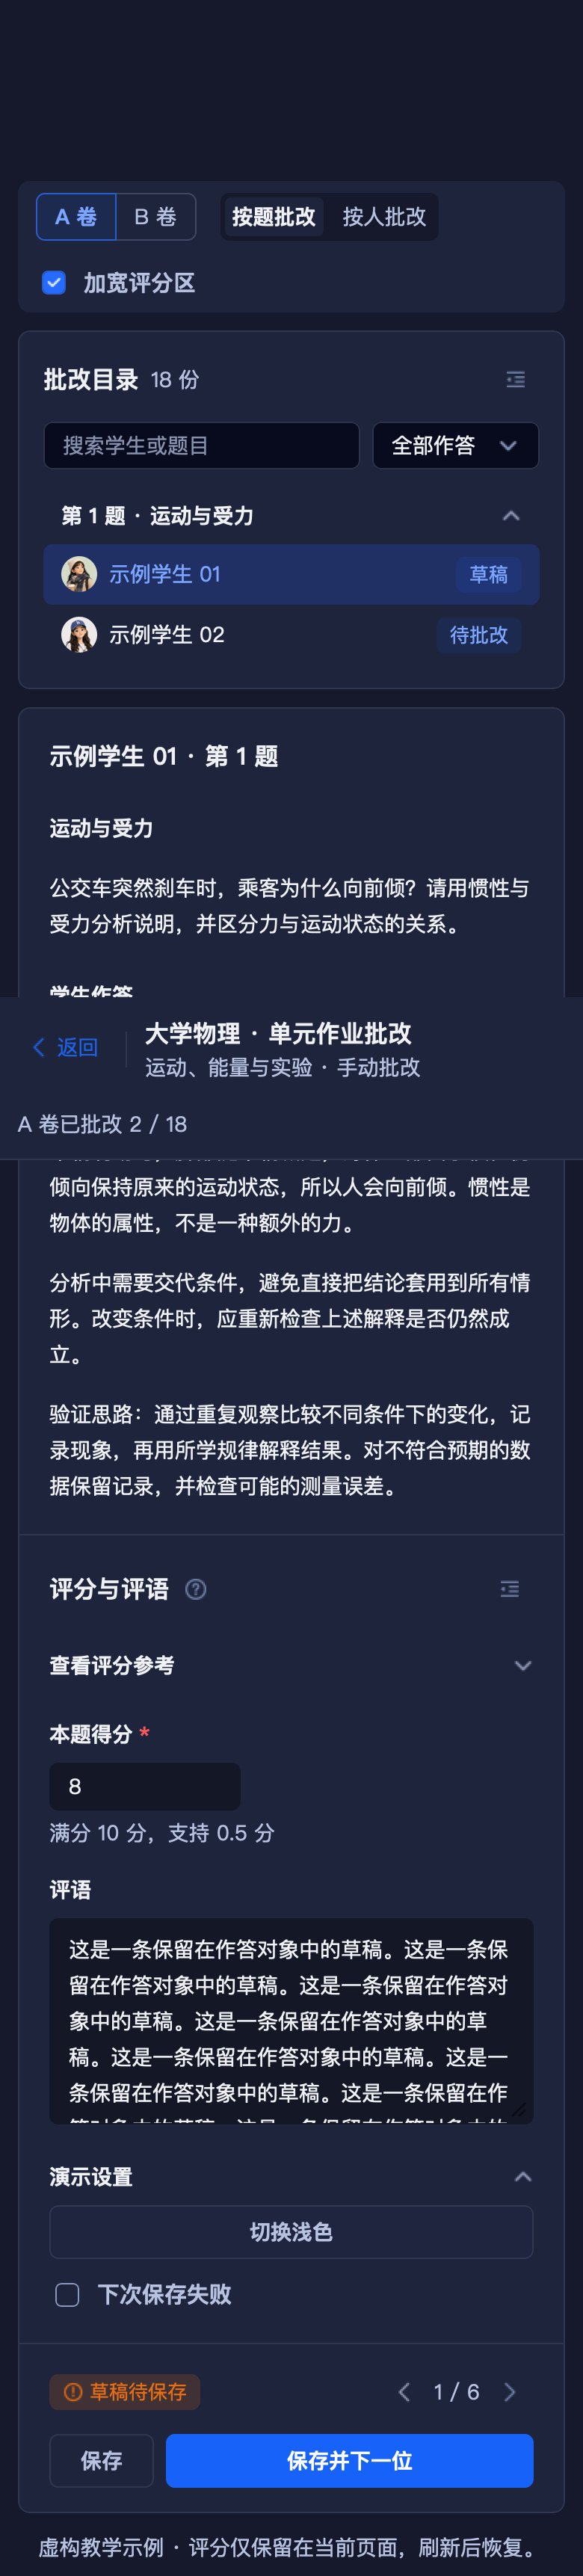 A 卷
B 卷
按题批改
按人批改
加宽评分区
批改目录 18 份
搜索学生或题目
全部作答
第 1 题 · 运动与受力
示例学生 01
草稿
示例学生 02
待批改
示例学生 01 · 第 1 题
运动与受力
公交车突然刹车时，乘客为什么向前倾？请用惯性与
受力分析说明，并区分力与运动状态的关系。
学生作答
返回
大学物理 · 单元作业批改
运动、能量与实验 · 手动批改
A 卷已批改 2 / 18
倾向保持原来的运动状态，所以人会向前倾。惯性是
物体的属性，不是一种额外的力。
分析中需要交代条件，避免直接把结论套用到所有情
形。改变条件时，应重新检查上述解释是否仍然成
立。
验证思路：通过重复观察比较不同条件下的变化，记
录现象，再用所学规律解释结果。对不符合预期的数
据保留记录，并检查可能的测量误差。
评分与评语
查看评分参考
本题得分 *
8
满分 10 分，支持 0.5 分
评语
这是一条保留在作答对象中的草稿。这是一条保
留在作答对象中的草稿。这是一条保留在作答对
象中的草稿。这是一条保留在作答对象中的草
稿。这是一条保留在作答对象中的草稿。这是一
条保留在作答对象中的草稿。这是一条保留在作
演示设置
切换浅色
下次保存失败
草稿待保存
1 / 6
保存
保存并下一位
虚构教学示例 · 评分仅保留在当前页面，刷新后恢复。